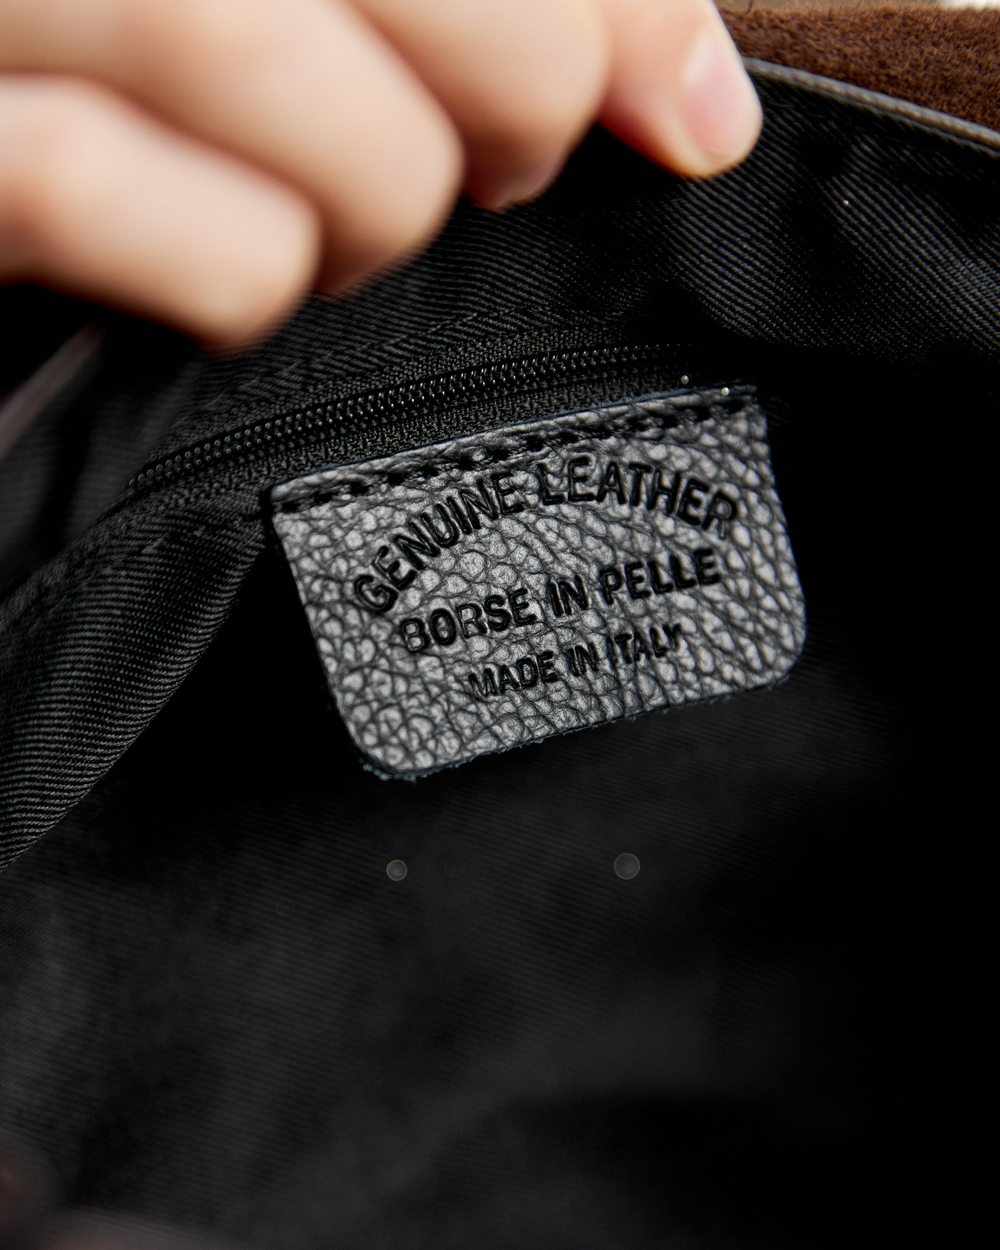 GENUINE LEATHER
BORSE IN PELLE
MADE IN ITALY